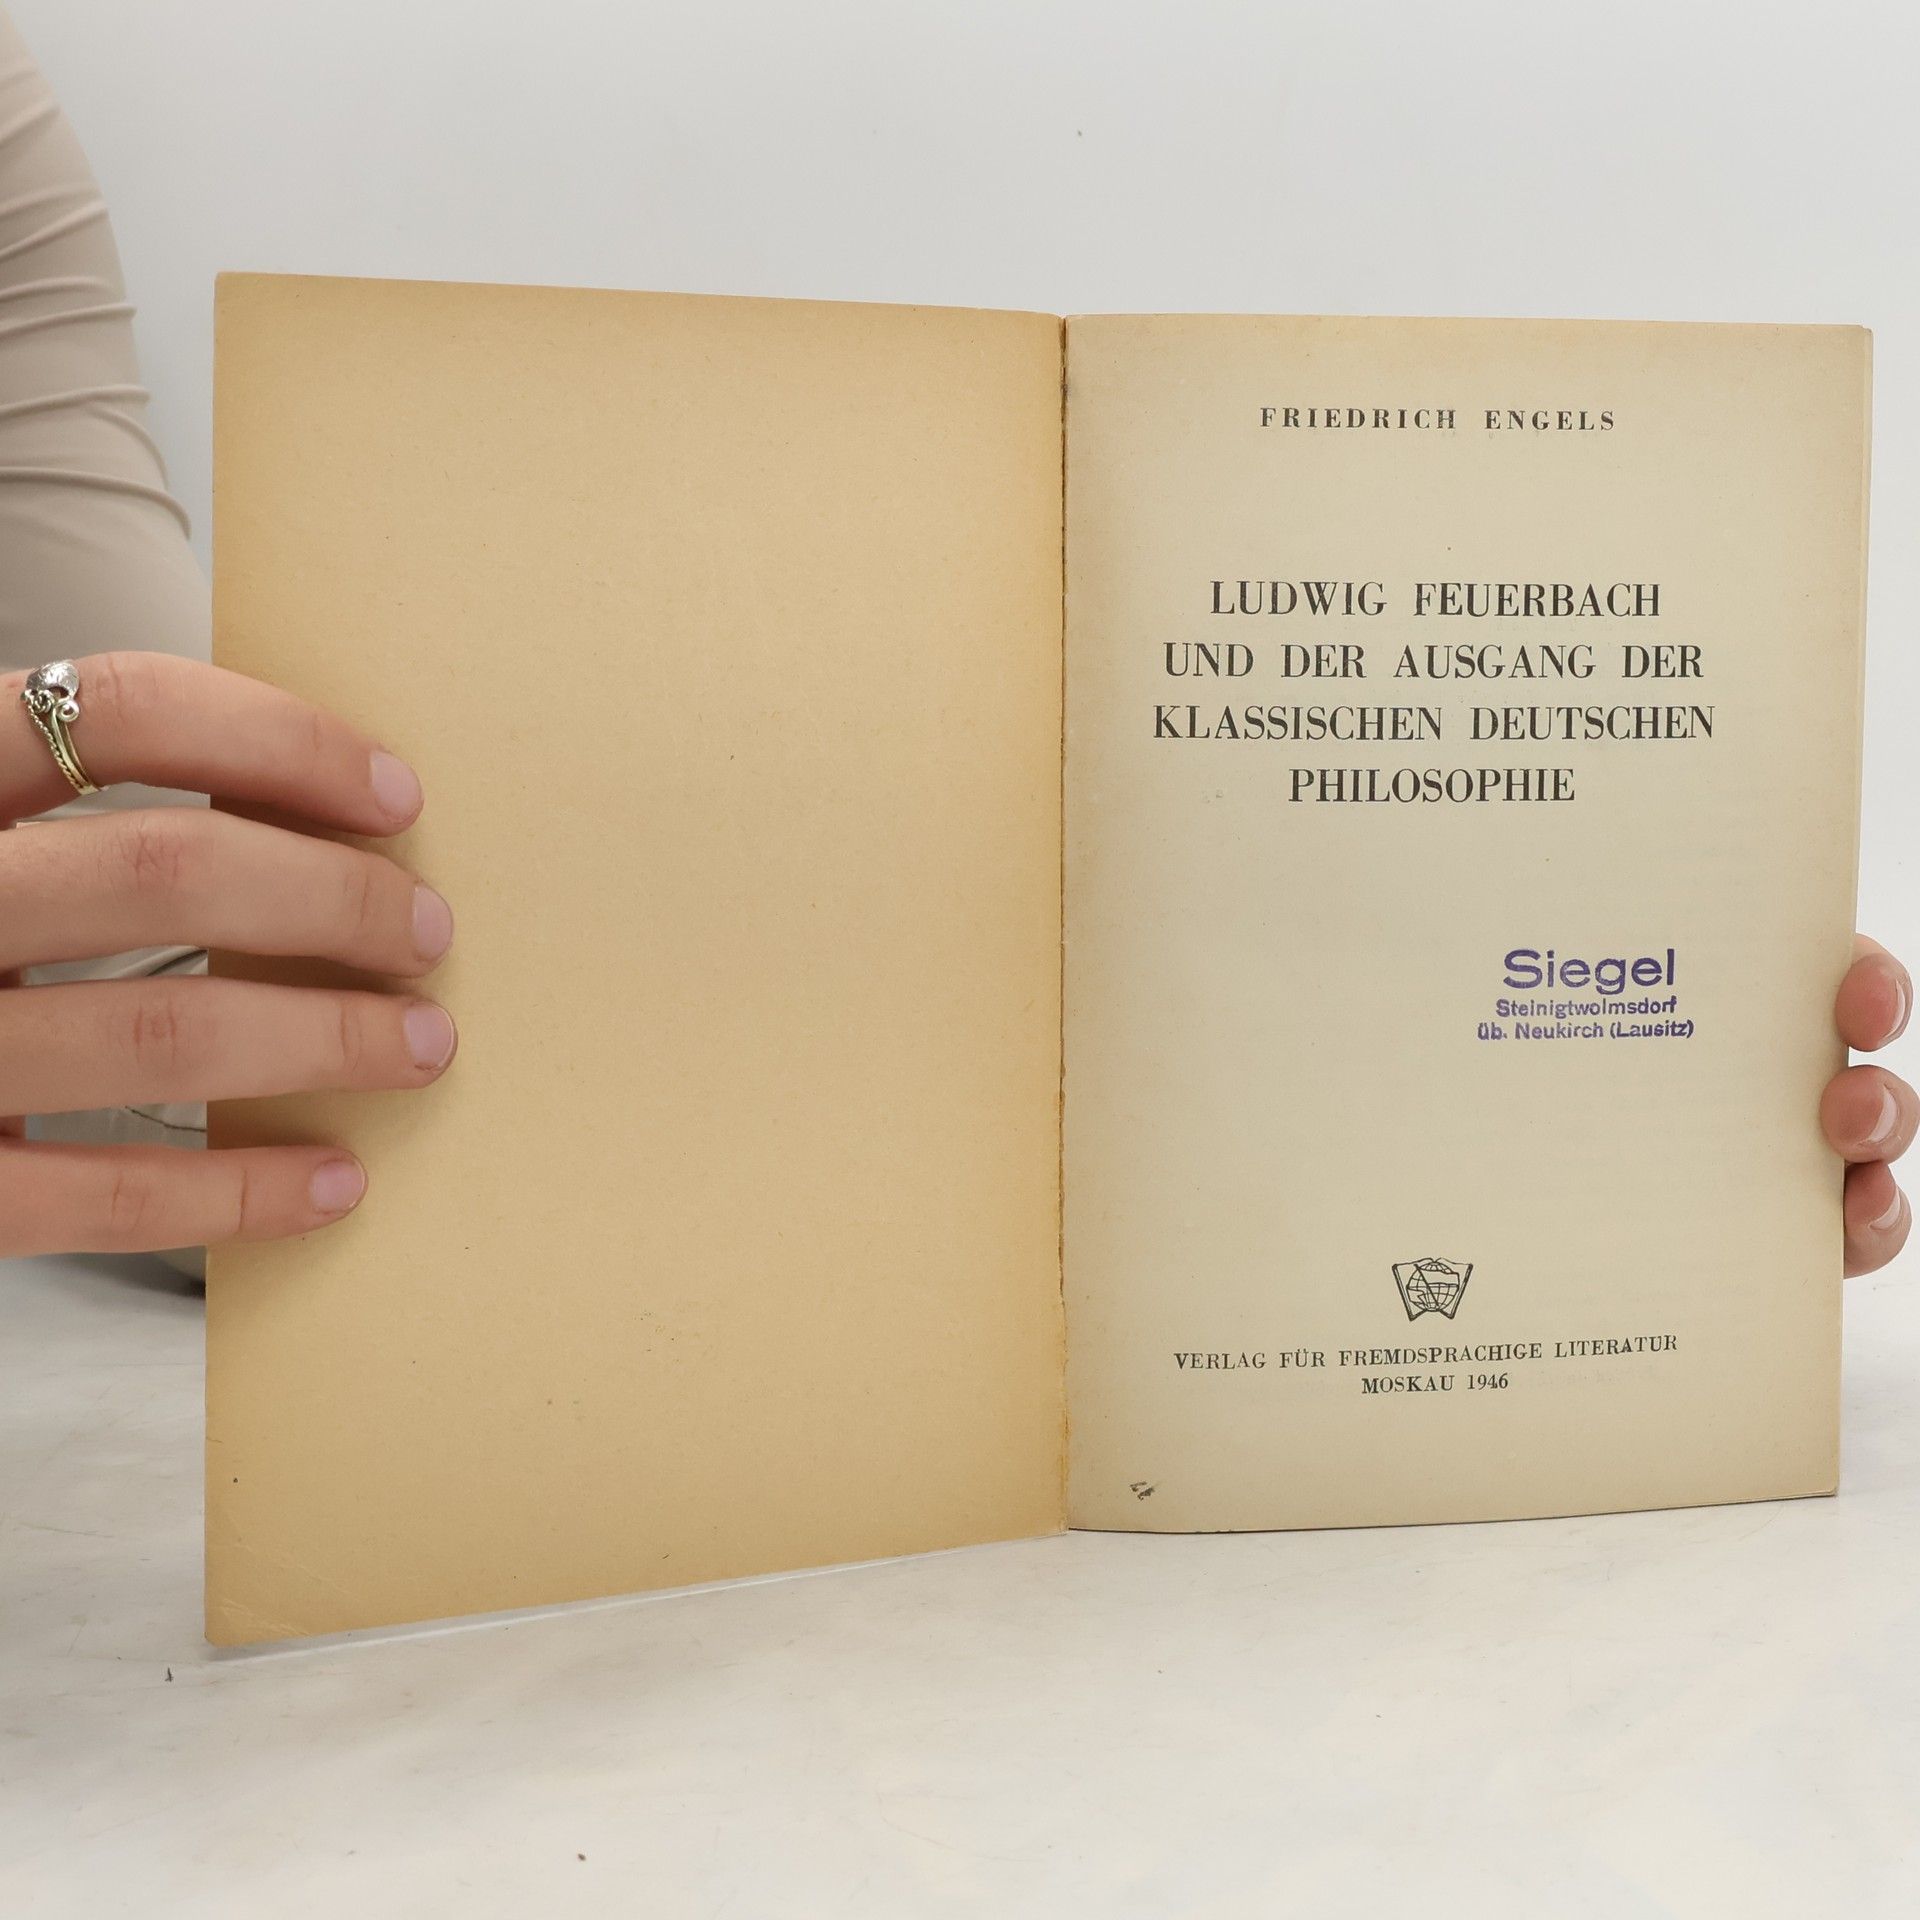 FRIEDRICH ENGELS
LUDWIG FEUERBACH
UND DER AUSGANG DER
KLASSISCHEN DEUTSCHEN
PHILOSOPHIE
Siegel
Steinigtwolmsdorf
üb. Neukirch (Lausitz)
VERLAG FÜR FREMDSPRACHIGE LITERATUR
MOSKAU 1946